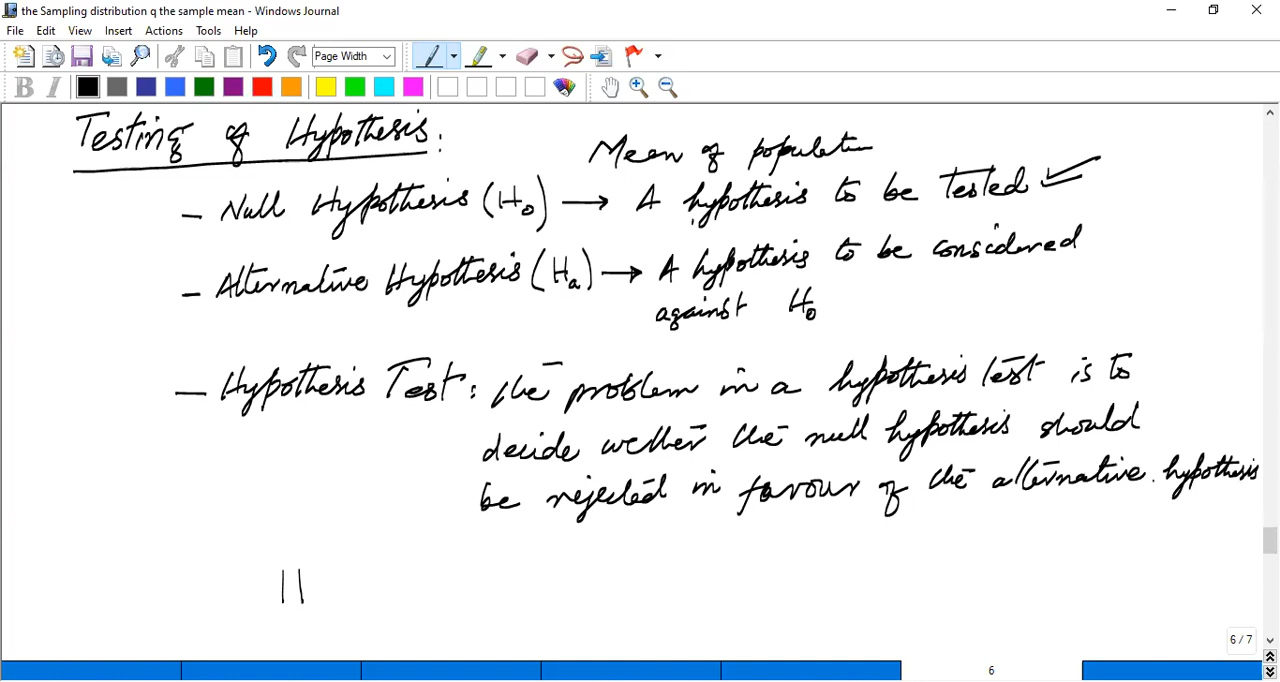 the Sampling distribution q the sample mean - Windows Journal
File Edit View Insert Actions Tools Help
Page Width
B I
Testing of Hypothesis:
Mean of population
- Null Hypothesis (H₀) → A hypothesis to be Tested ✓
- Alternative Hypothesis (Hₐ) → A hypothesis to be considered
against H₀
- Hypothesis Test: the problem in a hypothesis test is to
decide wether the null hypothesis should
be rejected in favour of the alternative. hypothesis
6 / 7
6